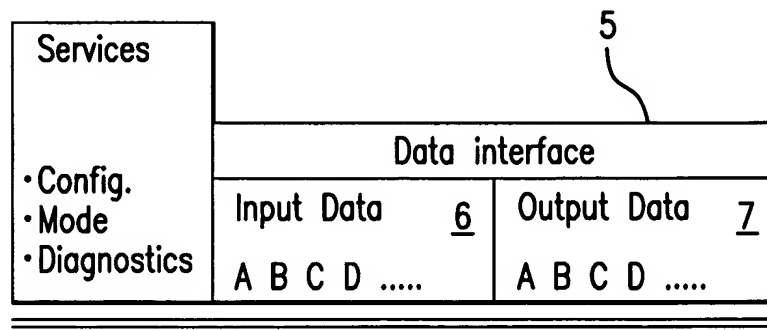 Services
5
Data interface
· Config.
· Mode
· Diagnostics
Input Data 6
Output Data 7
A B C D .....
A B C D .....